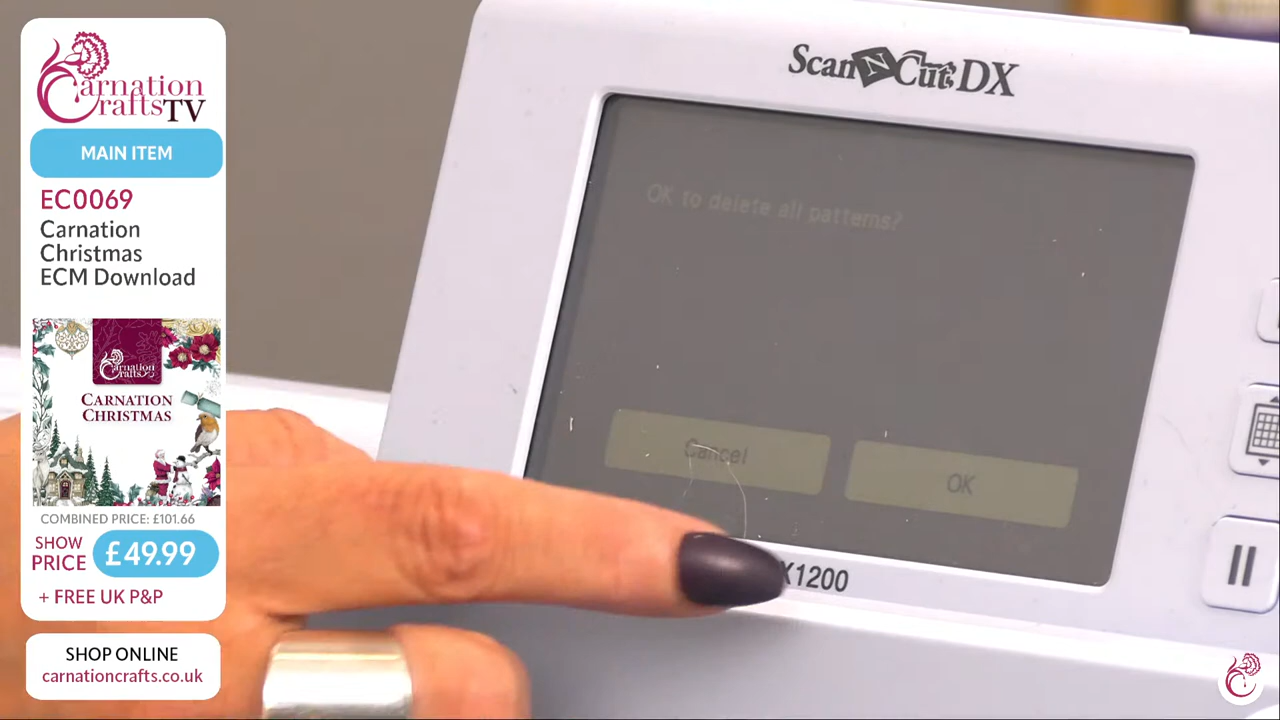 Carnation
Crafts TV
MAIN ITEM
EC0069
Carnation
Christmas
ECM Download
Carnation
Crafts
CARNATION
CHRISTMAS
COMBINED PRICE: £101.66
SHOW
PRICE
£49.99
+ FREE UK P&P
SHOP ONLINE
carnationcrafts.co.uk
ScanNCut DX
OK to delete all patterns?
Cancel
OK
X1200